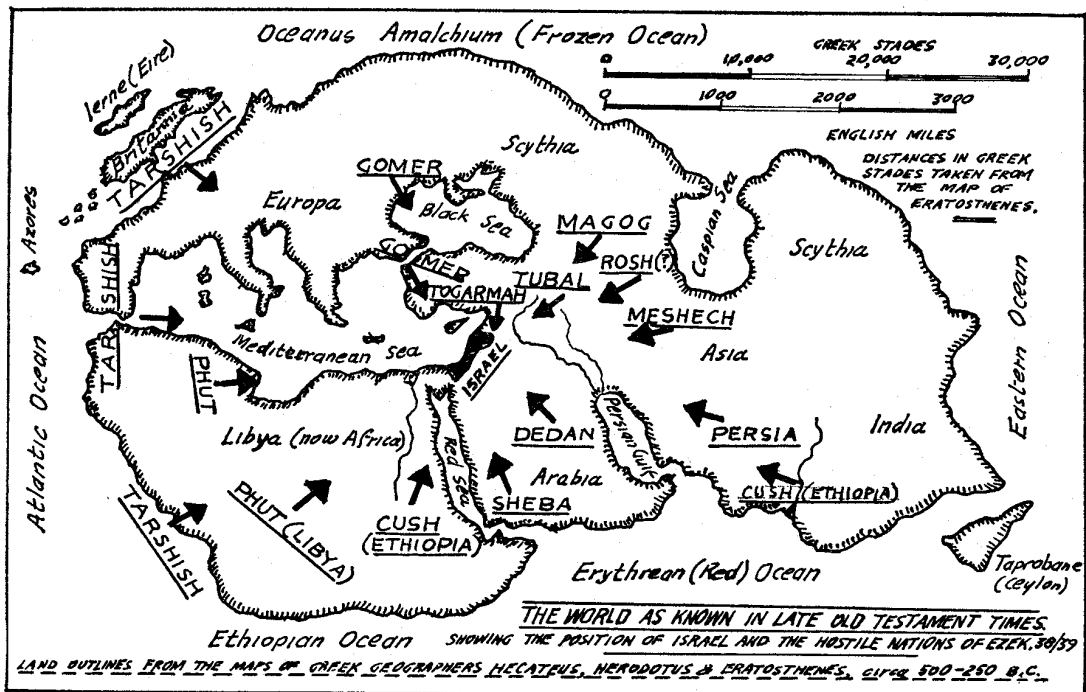 Oceanus Amalchium (Frozen Ocean)
GREEK STADES
0 10,000 20,000 30,000
0 1000 2000 3000
ENGLISH MILES
DISTANCES IN GREEK
STADES TAKEN FROM
THE MAP OF
ERATOSTHENES.
Ierne (Eire)
Britannia
TARSHISH
Azores
Scythia
GOMER
Europa
Black
Sea
MAGOG
Caspian Sea
Scythia
ROSH (?)
GOMER
TOGARMAH
TUBAL
MESHECH
Asia
TARSHISH
Mediterranean Sea
ISRAEL
PHUT
Atlantic Ocean
Eastern Ocean
Libya (now Africa)
Red Sea
DEDAN
Persian Gulf
PERSIA
India
Arabia
SHEBA
CUSH (ETHIOPIA)
TARSHISH
PHUT (LIBYA)
CUSH
(ETHIOPIA)
Taprobane
(Ceylon)
Erythrean (Red) Ocean
Ethiopian Ocean
THE WORLD AS KNOWN IN LATE OLD TESTAMENT TIMES.
SHOWING THE POSITION OF ISRAEL AND THE HOSTILE NATIONS OF EZEK. 38/39
LAND OUTLINES FROM THE MAPS OF GREEK GEOGRAPHERS HECATEUS, HERODOTUS & ERATOSTHENES, circa 500-250 B.C.